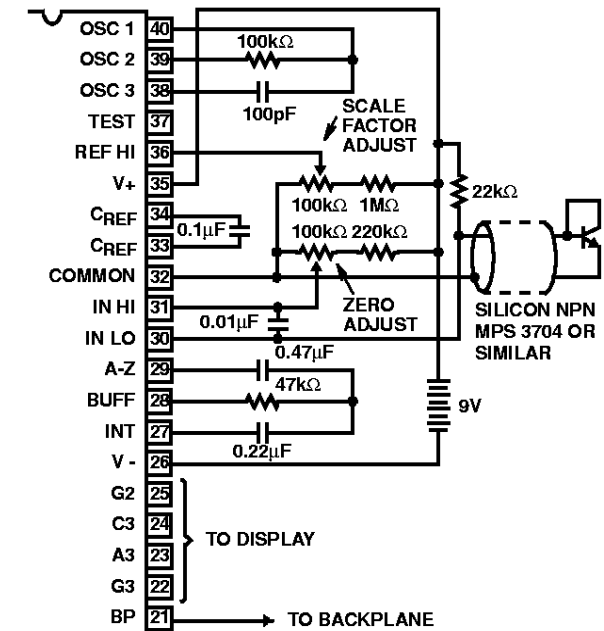 OSC 1 40
OSC 2 39
100kΩ
OSC 3 38
100pF
TEST 37
SCALE
FACTOR
ADJUST
REF HI 36
V+ 35
100kΩ 1MΩ
22kΩ
CREF 34
0.1μF
CREF 33
100kΩ 220kΩ
COMMON 32
IN HI 31
0.01μF
ZERO
ADJUST
SILICON NPN
MPS 3704 OR
SIMILAR
IN LO 30
0.47μF
A-Z 29
47kΩ
BUFF 28
9V
INT 27
0.22μF
V - 26
G2 25
C3 24
TO DISPLAY
A3 23
G3 22
BP 21
TO BACKPLANE